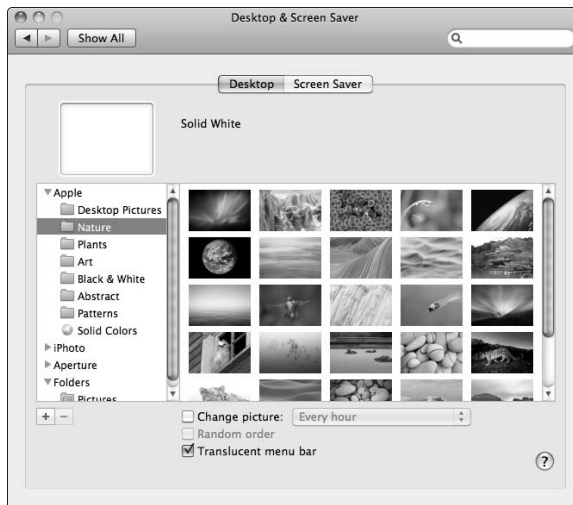 Desktop & Screen Saver
Show All
Desktop Screen Saver
Solid White
Apple
Desktop Pictures
Nature
Plants
Art
Black & White
Abstract
Patterns
Solid Colors
iPhoto
Aperture
Folders
Pictures
+ −
Change picture: Every hour
Random order
Translucent menu bar
?